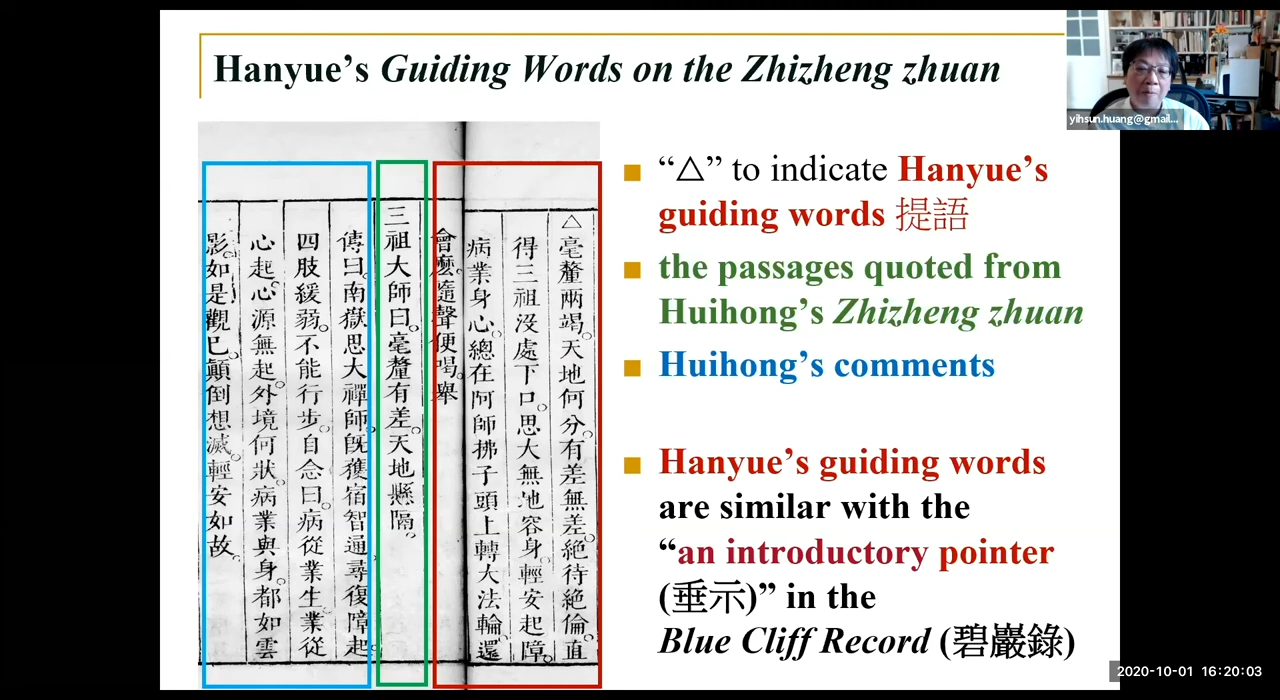 Hanyue’s Guiding Words on the Zhizheng zhuan
yihsun.huang@gmail...
△毫釐兩竭。天地何分。有差無差。絕待絕倫。直
得三祖没處下口。思大無地容身。輕安起障。
病業身心。總在阿師拂子頭上轉大法輪。還
會麼。隨聲便喝。舉
三祖大師曰。毫釐有差。天地懸隔。
傳曰。南嶽思大禪師。旣獲宿智通。尋復障起。
四肢緩弱。不能行步。自念曰。病從業生。業從
心起。心源無起。外境何狀。病業與身。都如雲
影。如是觀已。顛倒想滅。輕安如故。
■ “△” to indicate Hanyue’s
guiding words 提語
■ the passages quoted from
Huihong’s Zhizheng zhuan
■ Huihong’s comments
■ Hanyue’s guiding words
are similar with the
“an introductory pointer
(垂示)” in the
Blue Cliff Record (碧巖錄)
2020-10-01 16:20:03